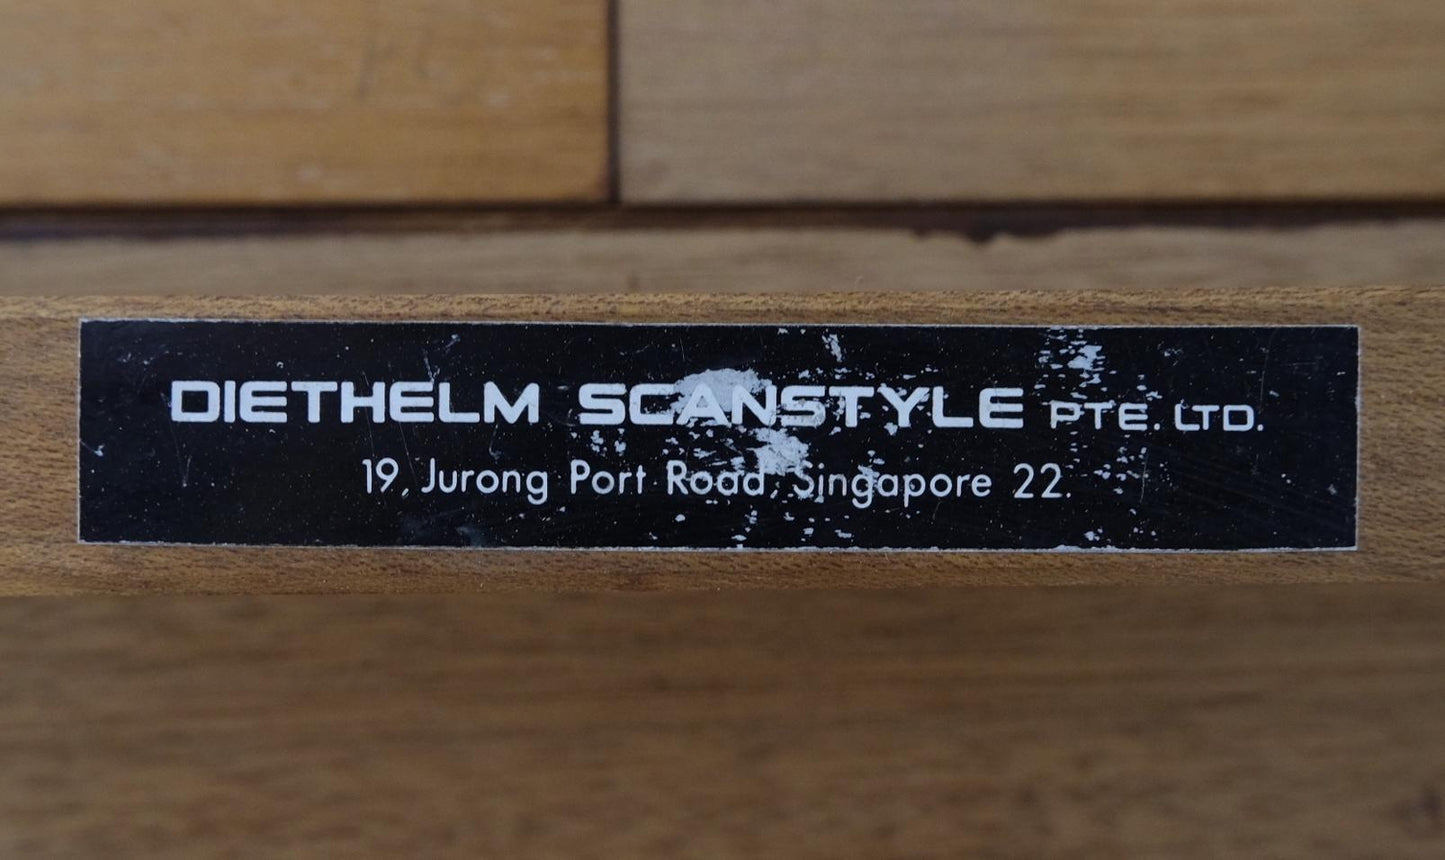 DIETHELM SCANSTYLE PTE. LTD.
19, Jurong Port Road, Singapore 22.